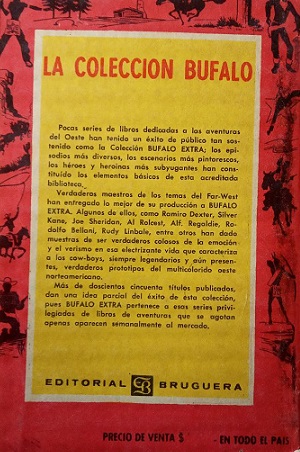 LA COLECCION BUFALO
Pocas series de libros dedicadas a las aventuras
del Oeste han tenido un éxito de público tan sos-
tenido como la Colección BUFALO EXTRA; los epi-
sodios más diversos, los escenarios más pintorescos,
los héroes y heroínas más subyugantes han cons-
tituído los elementos básicos de esta acreditada
biblioteca.
Verdaderos maestros de los temas del Far-West
han entregado lo mejor de su producción a BUFALO
EXTRA. Algunos de ellos, como Ramiro Dexter, Silver
Kane, Joe Sheridan, Al Rolcest, Alf. Regaldie, Ro-
dolfo Bellani, Rudy Linbale, entre otros han dado
muestras de ser verdaderos colosos de la emoción
y el verismo en esa electrizante vida que caracteriza
a los cow-boys, siempre legendarios y aún presen-
tes, verdaderos prototipos del multicolorido oeste
norteamericano.
Más de doscientos cincuenta títulos publicados,
dan una idea parcial del éxito de ésta colección,
pues BUFALO EXTRA pertenece a esas series privi-
legiadas de libros de aventuras que se agotan
apenas aparecen semanalmente al mercado.
EDITORIAL B BRUGUERA
PRECIO DE VENTA $ - EN TODO EL PAIS